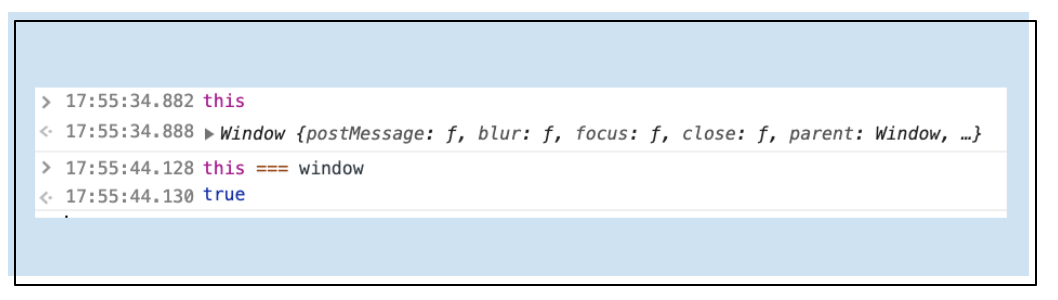 > 17:55:34.882 this
<· 17:55:34.888 ▶Window {postMessage: ƒ, blur: ƒ, focus: ƒ, close: ƒ, parent: Window, …}
> 17:55:44.128 this === window
<· 17:55:44.130 true